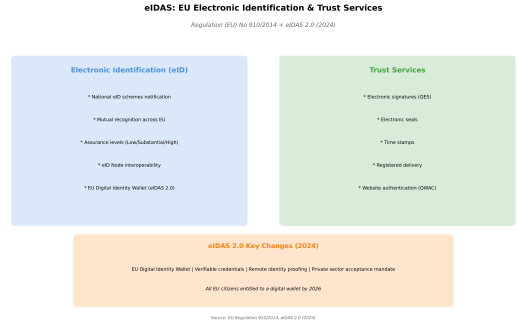 eIDAS: EU Electronic Identification & Trust Services
Regulation (EU) No 910/2014 + eIDAS 2.0 (2024)
Electronic Identification (eID)
* National eID schemes notification
* Mutual recognition across EU
* Assurance levels (Low/Substantial/High)
* eID Node interoperability
* EU Digital Identity Wallet (eIDAS 2.0)
Trust Services
* Electronic signatures (QES)
* Electronic seals
* Time stamps
* Registered delivery
* Website authentication (QWAC)
eIDAS 2.0 Key Changes (2024)
EU Digital Identity Wallet | Verifiable credentials | Remote identity proofing | Private sector acceptance mandate
All EU citizens entitled to a digital wallet by 2026
Source: EU Regulation 910/2014, eIDAS 2.0 (2024)